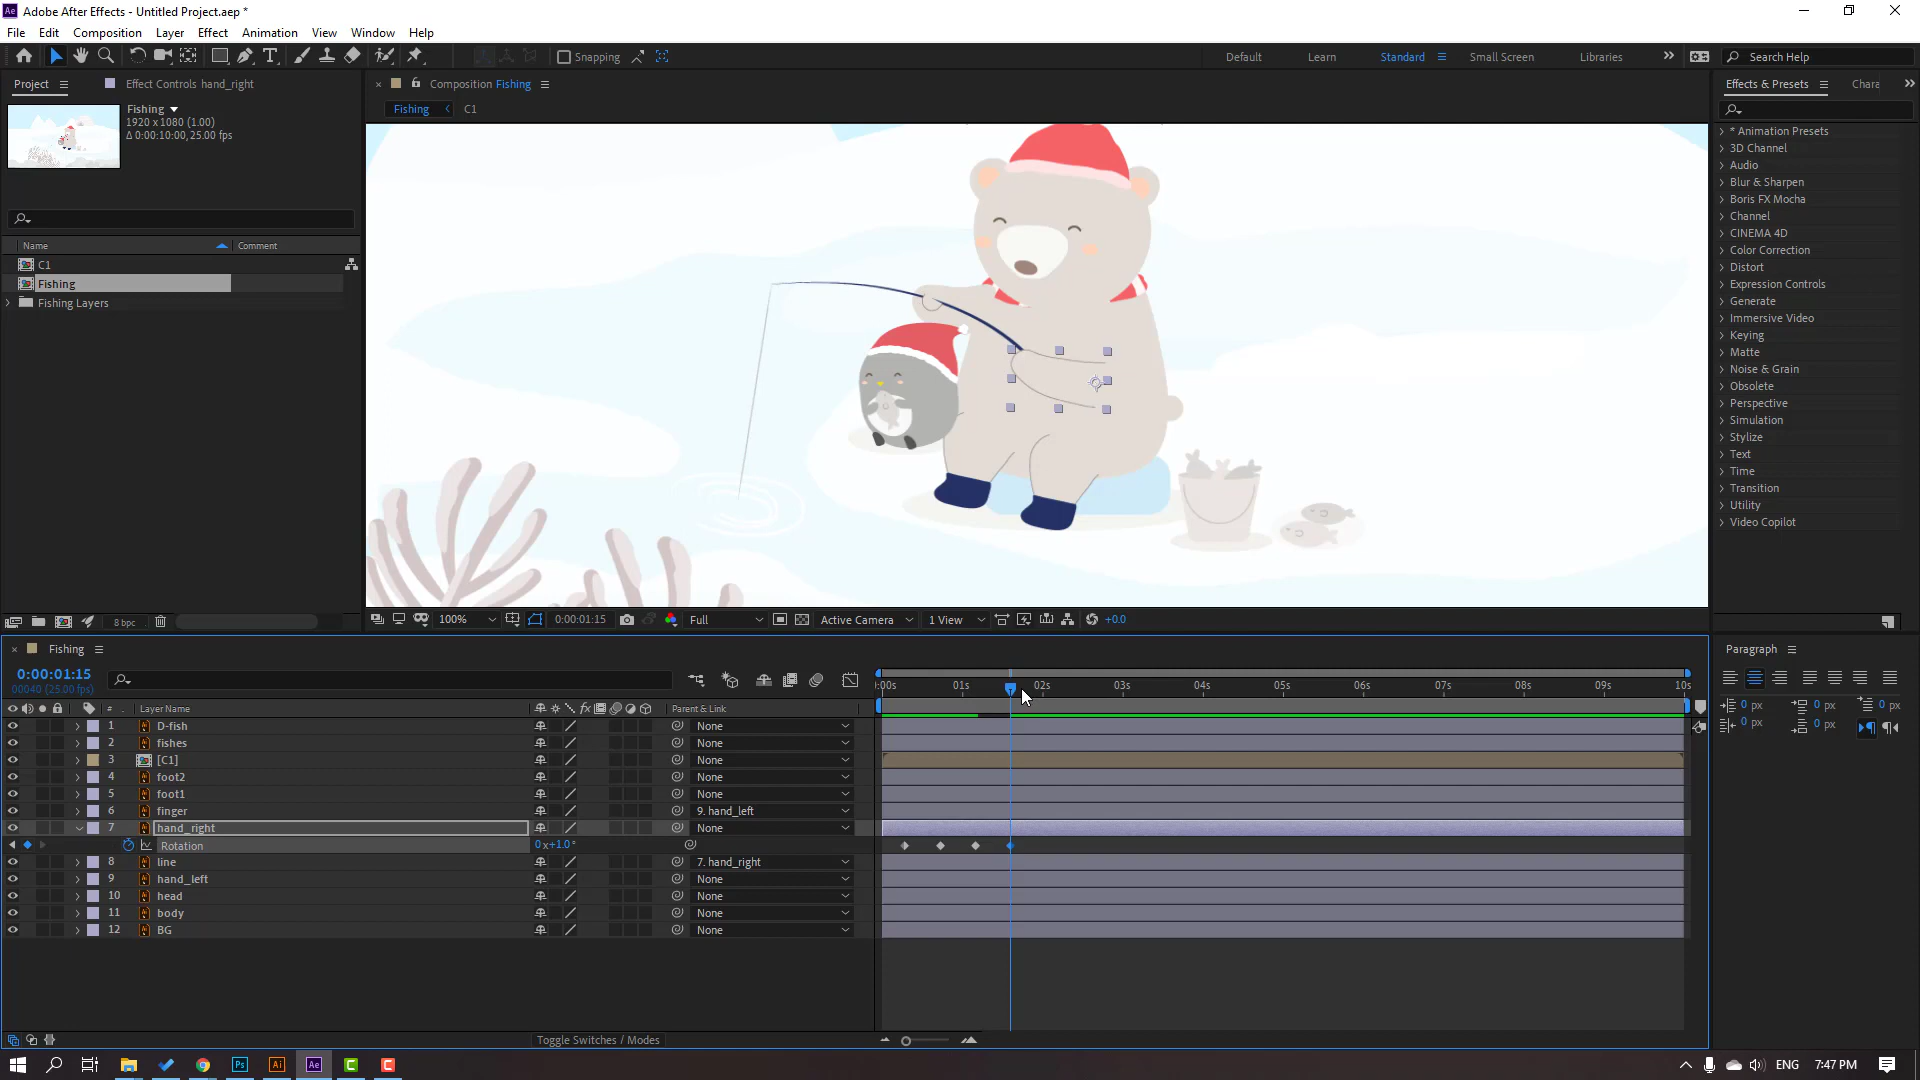 Ae Adobe After Effects - Untitled Project.aep *
File Edit Composition Layer Effect Animation View Window Help
Snapping
Default Learn Standard Small Screen Libraries Search Help
Project Effect Controls hand_right
Composition Fishing
Effects & Presets Chara
Fishing
1920 x 1080 (1.00)
Δ 0:00:10:00, 25.00 fps
Fishing C1
* Animation Presets
3D Channel
Audio
Blur & Sharpen
Boris FX Mocha
Channel
CINEMA 4D
Color Correction
Distort
Expression Controls
Generate
Immersive Video
Keying
Matte
Noise & Grain
Obsolete
Perspective
Simulation
Stylize
Text
Time
Transition
Utility
Video Copilot
Name Comment
C1
Fishing
Fishing Layers
8 bpc
100% 0:00:01:15 Full Active Camera 1 View +0.0
Fishing
0:00:01:15
00040 (25.00 fps)
:00s 01s 02s 03s 04s 05s 06s 07s 08s 09s 10s
# Layer Name fx Parent & Link
1 D-fish None
2 fishes None
3 [C1] None
4 foot2 None
5 foot1 None
6 finger 9. hand_left
7 hand_right None
Rotation 0x+1.0°
8 line 7. hand_right
9 hand_left None
10 head None
11 body None
12 BG None
Toggle Switches / Modes
Paragraph
0 px 0 px 0 px
0 px 0 px
Ps Ai Ae C C
ENG 7:47 PM